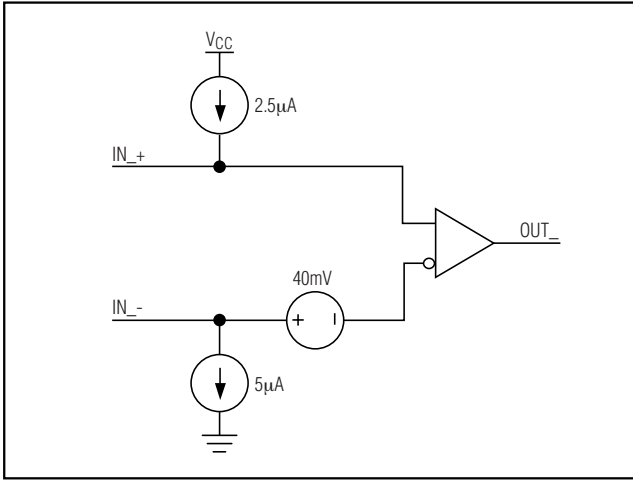 VCC
2.5μA
IN_+
OUT_
40mV
IN_-
+ −
5μA